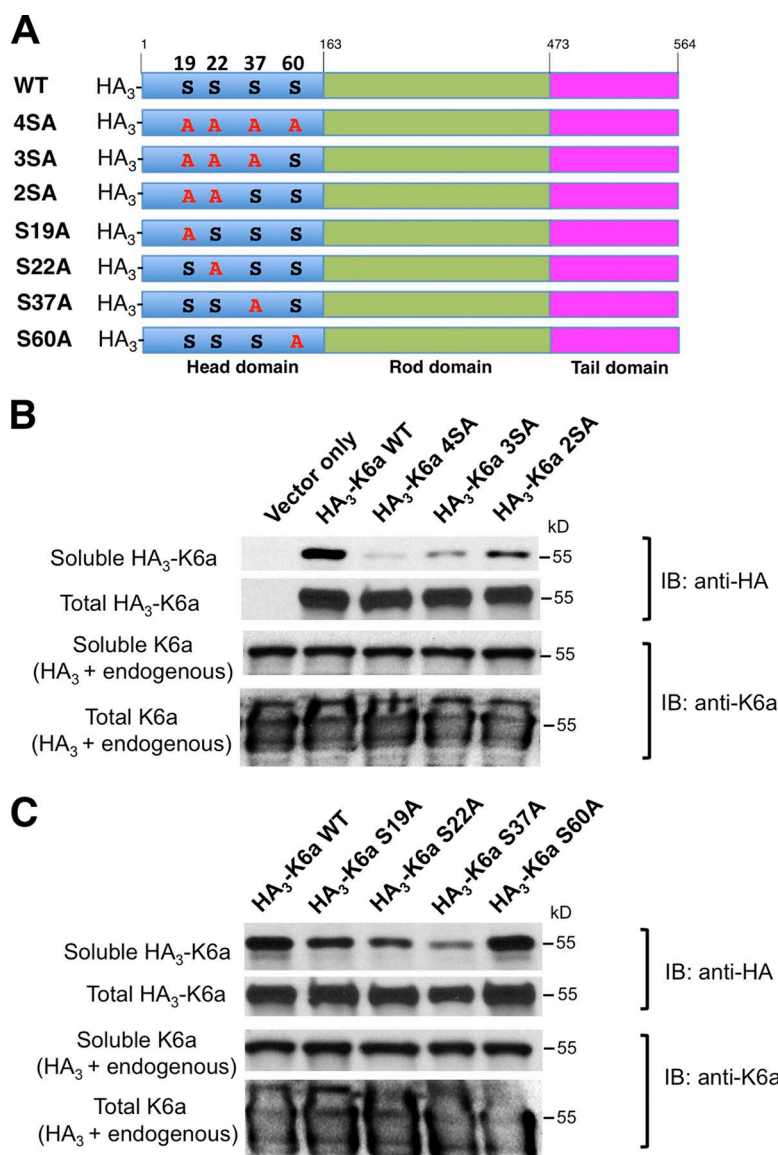 A
1 163 473 564
19 22 37 60
WT HA3- S S S S
4SA HA3- A A A A
3SA HA3- A A A S
2SA HA3- A A S S
S19A HA3- A S S S
S22A HA3- S A S S
S37A HA3- S S A S
S60A HA3- S S S A
Head domain Rod domain Tail domain
B
Vector only
HA3-K6a WT
HA3-K6a 4SA
HA3-K6a 3SA
HA3-K6a 2SA
kD
Soluble HA3-K6a 55
IB: anti-HA
Total HA3-K6a 55
Soluble K6a
(HA3 + endogenous) 55
IB: anti-K6a
Total K6a
(HA3 + endogenous) 55
C
HA3-K6a WT
HA3-K6a S19A
HA3-K6a S22A
HA3-K6a S37A
HA3-K6a S60A
kD
Soluble HA3-K6a 55
IB: anti-HA
Total HA3-K6a 55
Soluble K6a
(HA3 + endogenous) 55
IB: anti-K6a
Total K6a
(HA3 + endogenous) 55